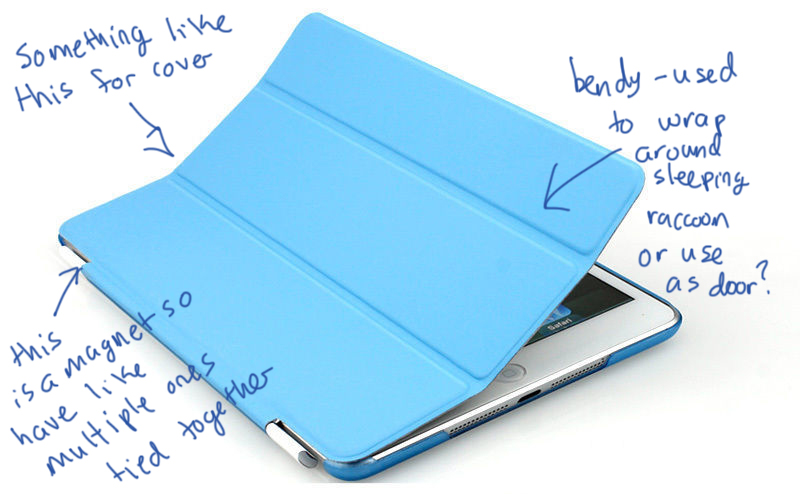 Something like
this for cover
bendy - used
to wrap
around
sleeping
raccoon
or use
as door?
this
is a magnet so
have like
multiple ones
tied together
Safari